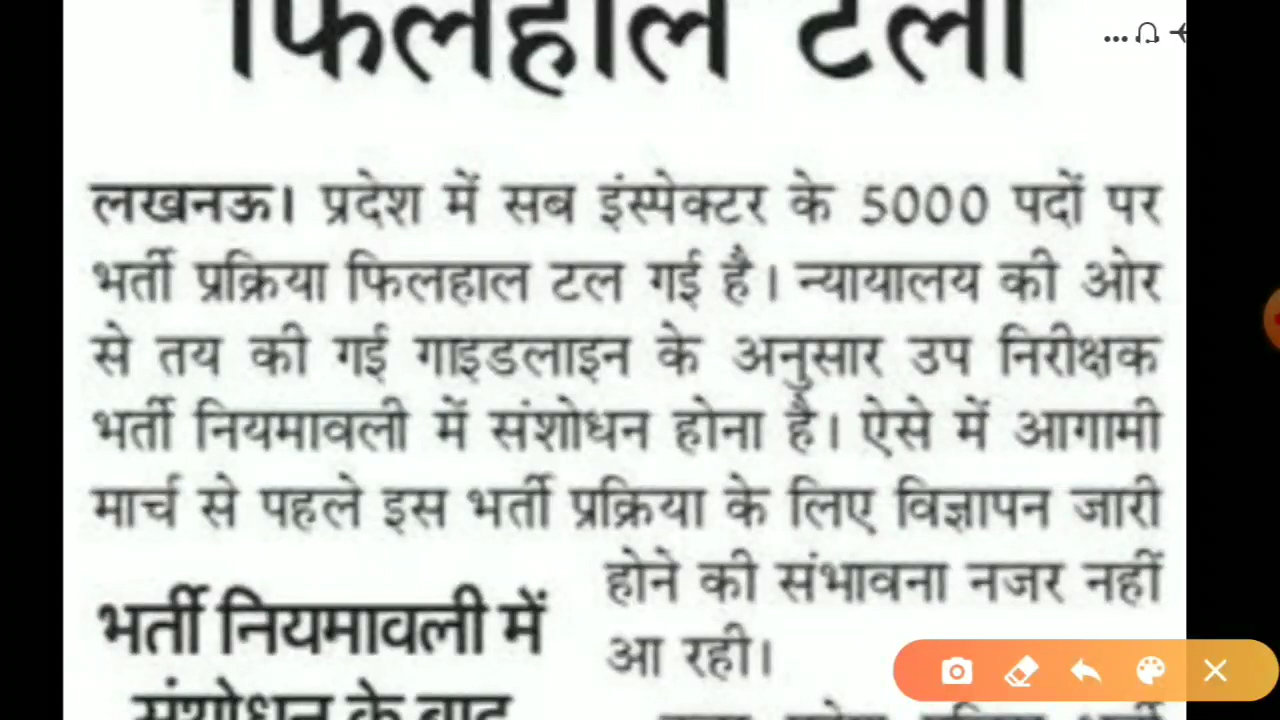 फिलहाल टली
लखनऊ। प्रदेश में सब इंस्पेक्टर के 5000 पदों पर
भर्ती प्रक्रिया फिलहाल टल गई है। न्यायालय की ओर
से तय की गई गाइडलाइन के अनुसार उप निरीक्षक
भर्ती नियमावली में संशोधन होना है। ऐसे में आगामी
मार्च से पहले इस भर्ती प्रक्रिया के लिए विज्ञापन जारी
होने की संभावना नजर नहीं
आ रही।
भर्ती नियमावली में
संशोधन के बाद